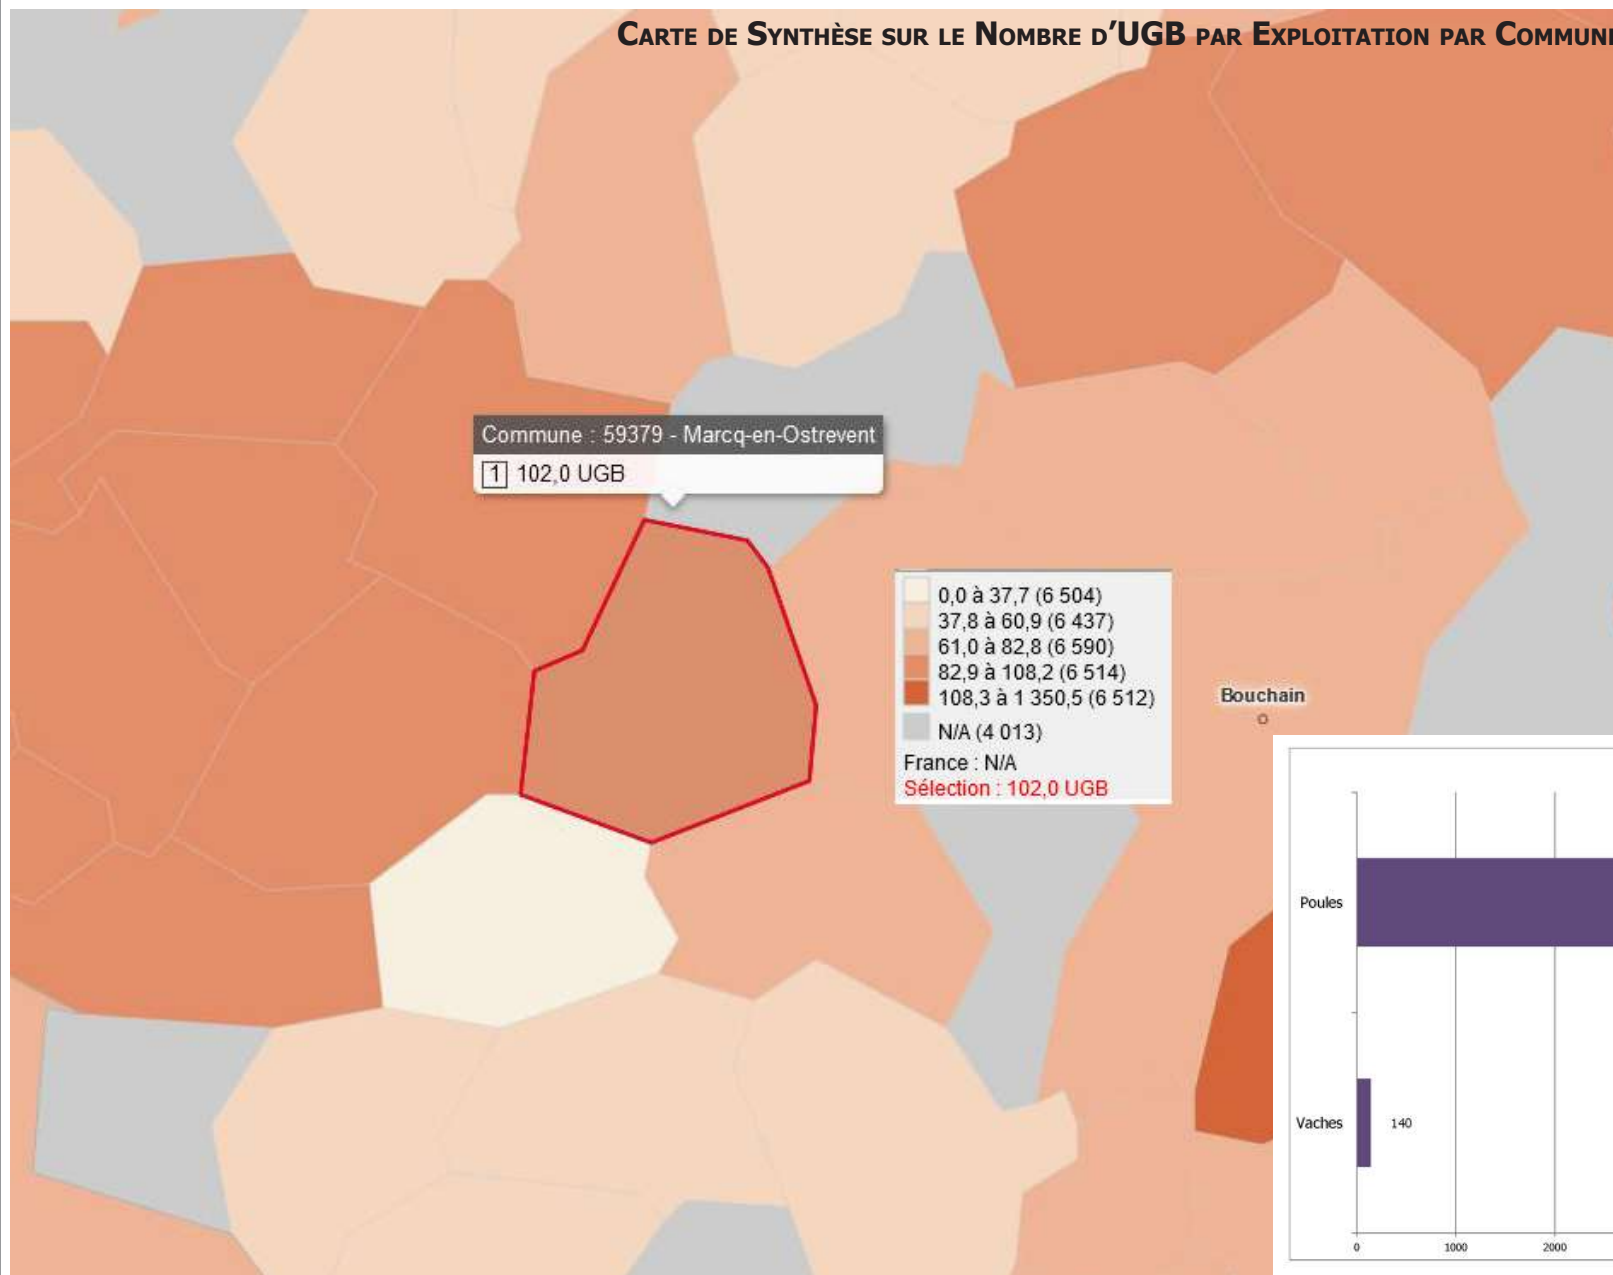 CARTE DE SYNTHÈSE SUR LE NOMBRE D'UGB PAR EXPLOITATION PAR COMMUNE
Commune : 59379 - Marcq-en-Ostrevent
1 102,0 UGB
0,0 à 37,7 (6 504)
37,8 à 60,9 (6 437)
61,0 à 82,8 (6 590)
82,9 à 108,2 (6 514)
108,3 à 1 350,5 (6 512)
N/A (4 013)
France : N/A
Sélection : 102,0 UGB
Bouchain
Poules
Vaches 140
0 1000 2000